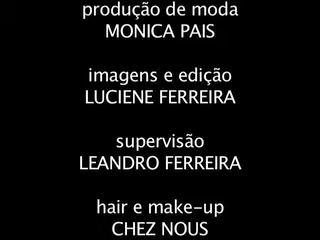 produção de moda
MONICA PAIS
imagens e edição
LUCIENE FERREIRA
supervisão
LEANDRO FERREIRA
hair e make-up
CHEZ NOUS